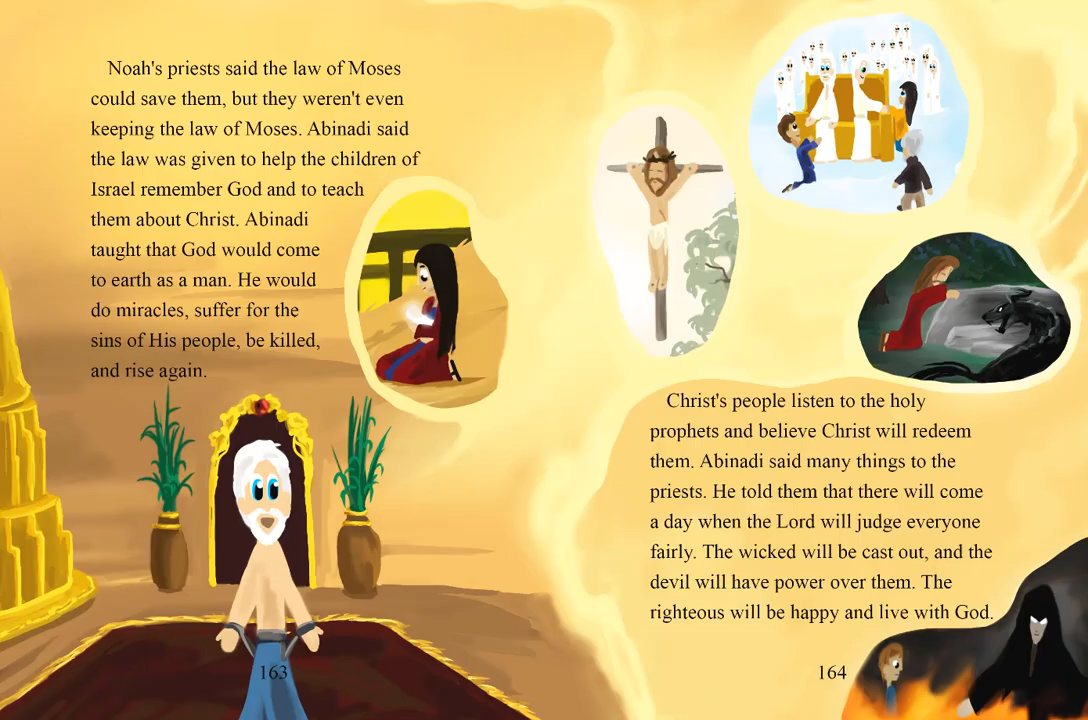 Noah's priests said the law of Moses
could save them, but they weren't even
keeping the law of Moses. Abinadi said
the law was given to help the children of
Israel remember God and to teach
them about Christ. Abinadi
taught that God would come
to earth as a man. He would
do miracles, suffer for the
sins of His people, be killed,
and rise again.
163
Christ's people listen to the holy
prophets and believe Christ will redeem
them. Abinadi said many things to the
priests. He told them that there will come
a day when the Lord will judge everyone
fairly. The wicked will be cast out, and the
devil will have power over them. The
righteous will be happy and live with God.
164